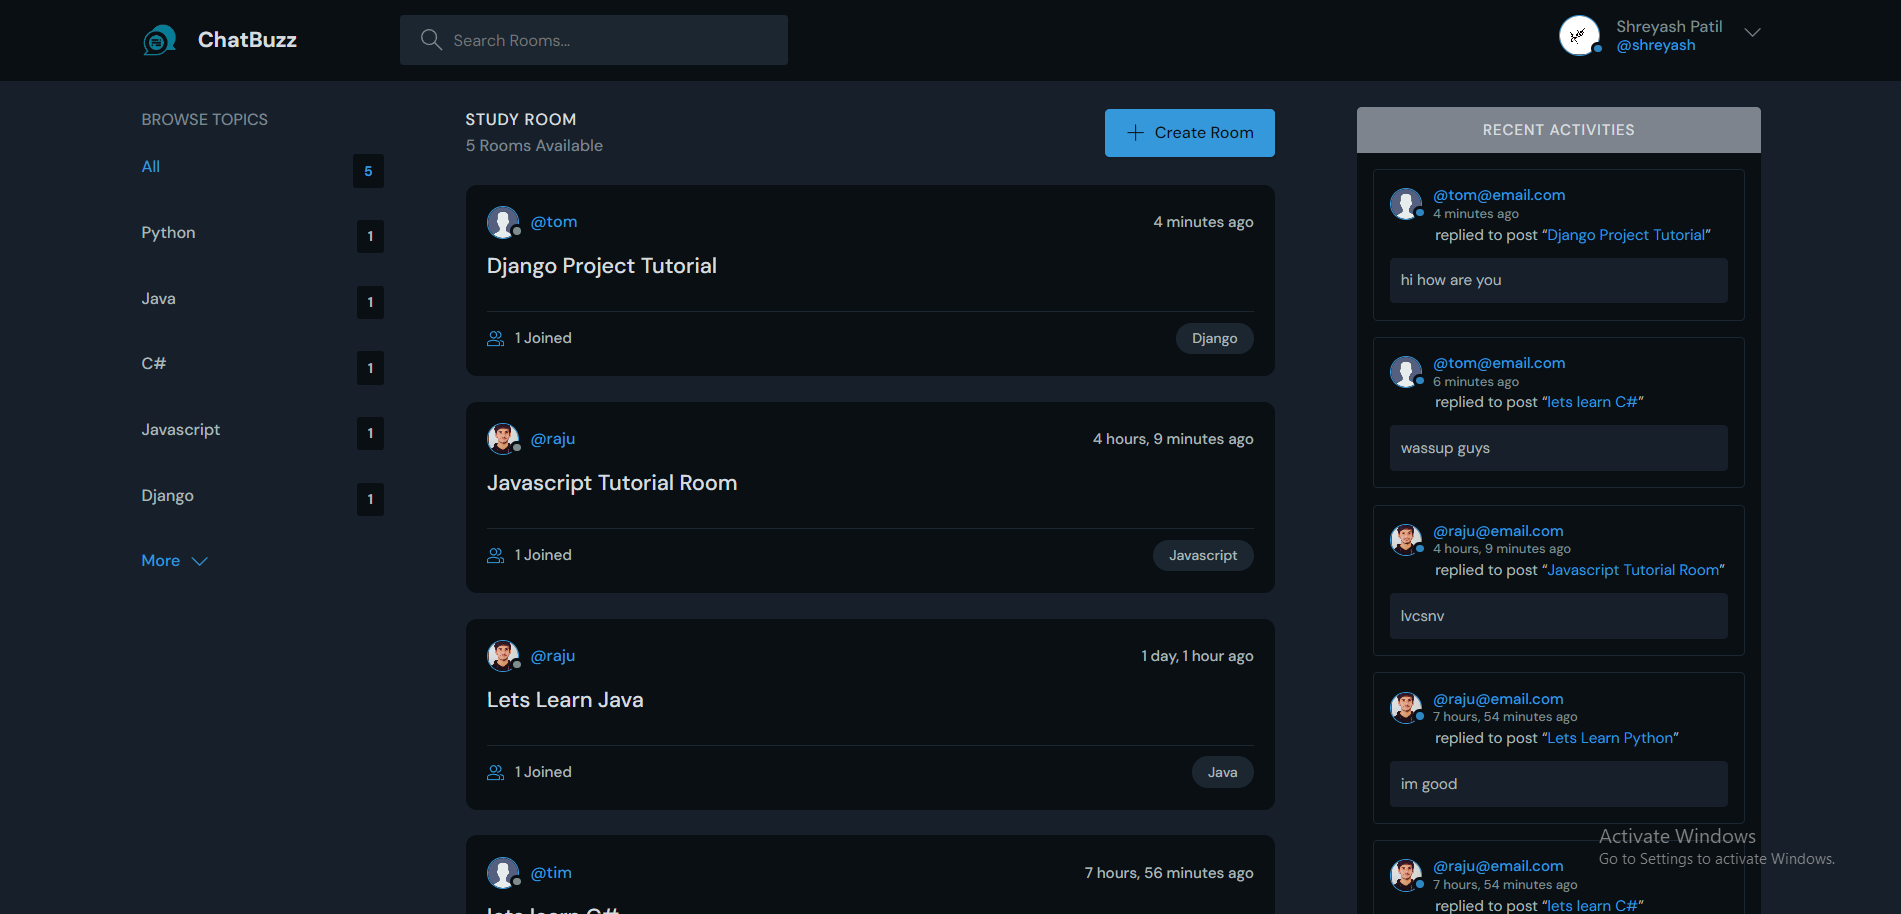 ChatBuzz
Search Rooms...
Shreyash Patil
@shreyash
BROWSE TOPICS
All 5
Python 1
Java 1
C# 1
Javascript 1
Django 1
More
STUDY ROOM
5 Rooms Available
Create Room
@tom 4 minutes ago
Django Project Tutorial
1 Joined Django
@raju 4 hours, 9 minutes ago
Javascript Tutorial Room
1 Joined Javascript
@raju 1 day, 1 hour ago
Lets Learn Java
1 Joined Java
@tim 7 hours, 56 minutes ago
lets learn C#
RECENT ACTIVITIES
@tom@email.com
4 minutes ago
replied to post “Django Project Tutorial”
hi how are you
@tom@email.com
6 minutes ago
replied to post “lets learn C#”
wassup guys
@raju@email.com
4 hours, 9 minutes ago
replied to post “Javascript Tutorial Room”
lvcsnv
@raju@email.com
7 hours, 54 minutes ago
replied to post “Lets Learn Python”
im good
@raju@email.com
7 hours, 54 minutes ago
replied to post “lets learn C#”
Activate Windows
Go to Settings to activate Windows.